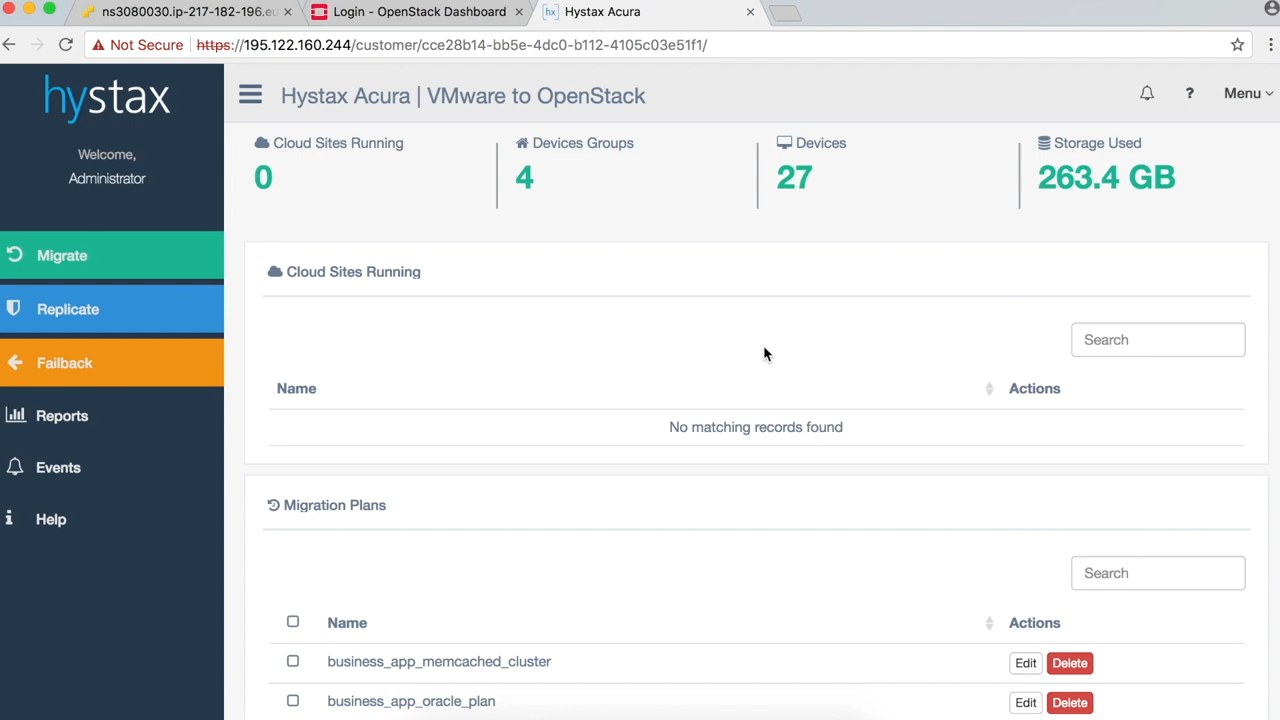 ns3080030.ip-217-182-196.eu
Login - OpenStack Dashboard
hx Hystax Acura
Not Secure https://195.122.160.244/customer/cce28b14-bb5e-4dc0-b112-4105c03e51f1/
hystax
Welcome,
Administrator
Migrate
Replicate
Failback
Reports
Events
Help
Hystax Acura | VMware to OpenStack
? Menu
Cloud Sites Running
0
Devices Groups
4
Devices
27
Storage Used
263.4 GB
Cloud Sites Running
Search
Name Actions
No matching records found
Migration Plans
Search
Name Actions
business_app_memcached_cluster Edit Delete
business_app_oracle_plan Edit Delete